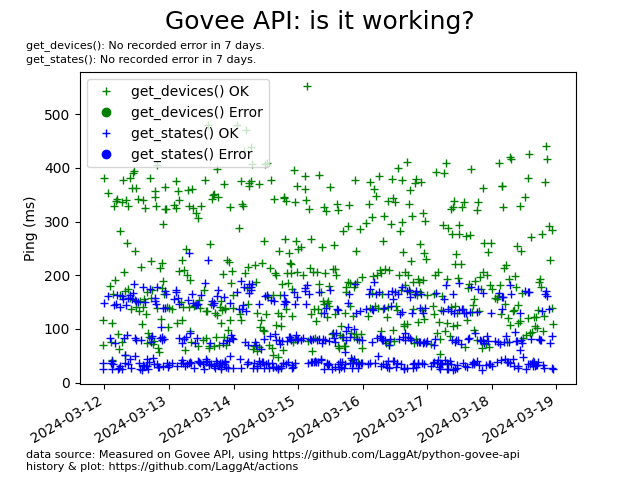 Govee API: is it working?
get_devices(): No recorded error in 7 days.
get_states(): No recorded error in 7 days.
get_devices() OK
get_devices() Error
get_states() OK
get_states() Error
Ping (ms)
500
400
300
200
100
0
2024-03-12
2024-03-13
2024-03-14
2024-03-15
2024-03-16
2024-03-17
2024-03-18
2024-03-19
data source: Measured on Govee API, using https://github.com/LaggAt/python-govee-api
history & plot: https://github.com/LaggAt/actions